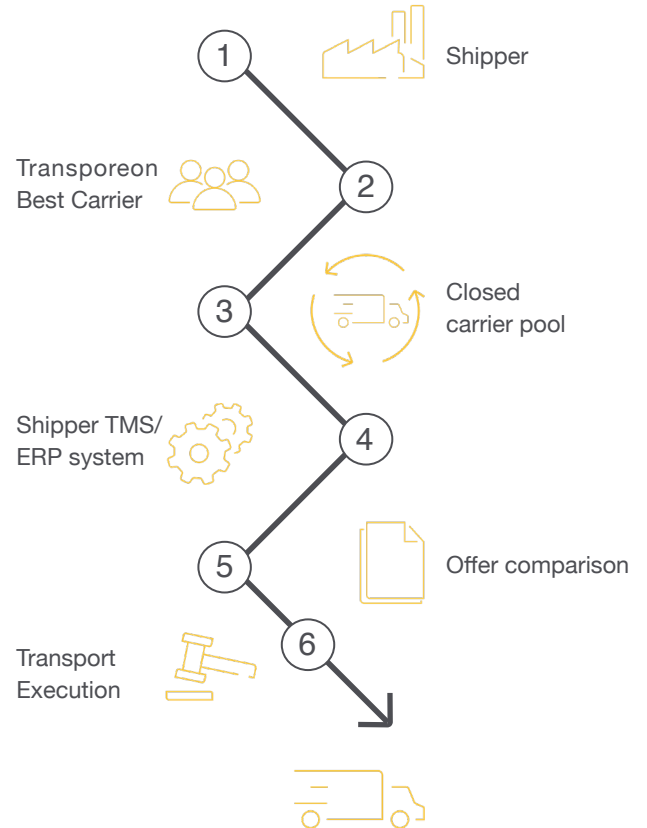 1
Shipper
Transporeon
Best Carrier
2
3
Closed
carrier pool
Shipper TMS/
ERP system
4
5
Offer comparison
6
Transport
Execution